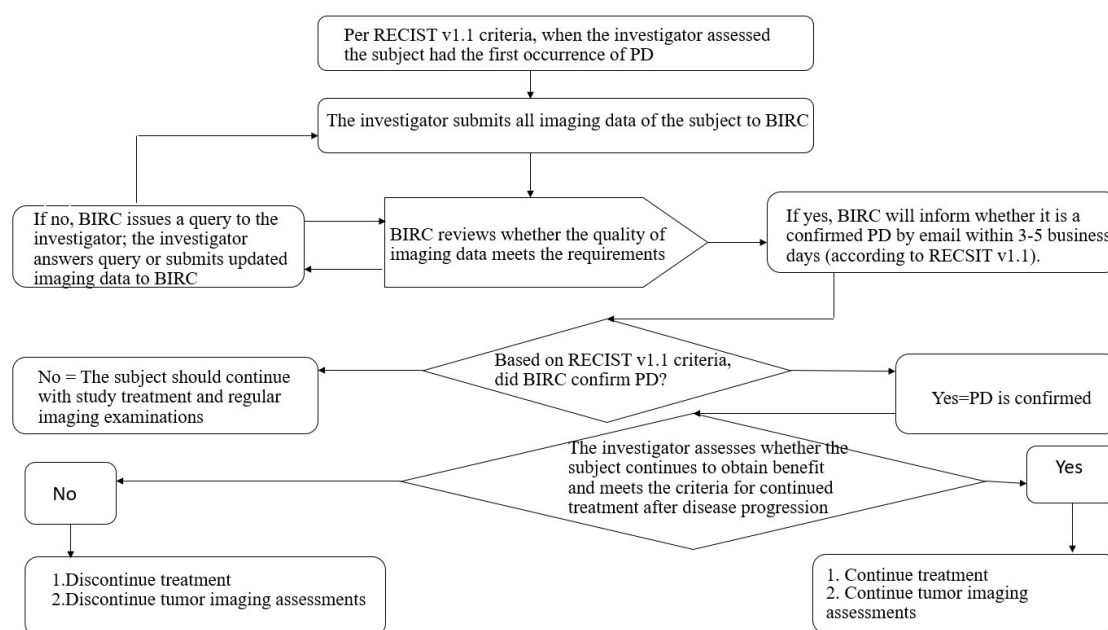 Per RECIST v1.1 criteria, when the investigator assessed
the subject had the first occurrence of PD
The investigator submits all imaging data of the subject to BIRC
If no, BIRC issues a query to the
investigator; the investigator
answers query or submits updated
imaging data to BIRC
BIRC reviews whether the quality of
imaging data meets the requirements
If yes, BIRC will inform whether it is a
confirmed PD by email within 3-5 business
days (according to RECSIT v1.1).
Based on RECIST v1.1 criteria,
did BIRC confirm PD?
No = The subject should continue
with study treatment and regular
imaging examinations
Yes=PD is confirmed
The investigator assesses whether the
subject continues to obtain benefit
and meets the criteria for continued
treatment after disease progression
No
Yes
1.Discontinue treatment
2.Discontinue tumor imaging assessments
1. Continue treatment
2. Continue tumor imaging
assessments